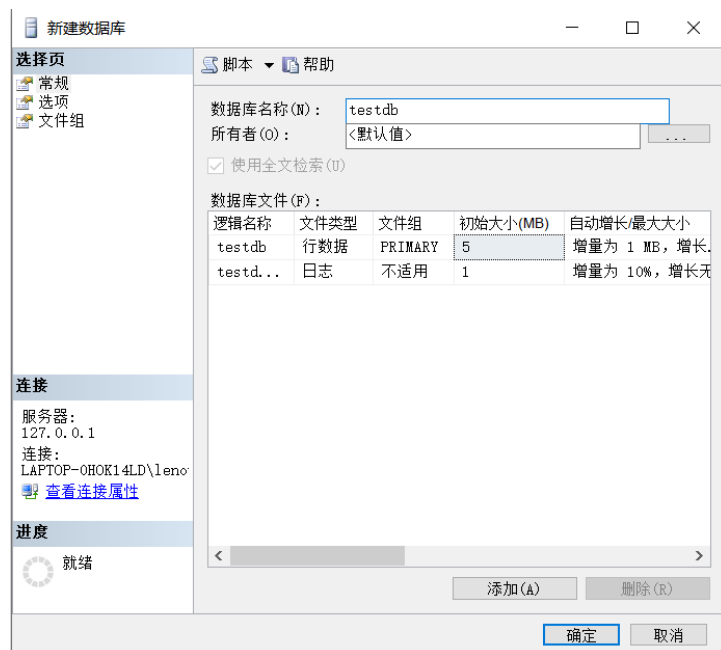 新建数据库
选择页
常规
选项
文件组
脚本 帮助
数据库名称(N): testdb
所有者(O): <默认值> ...
使用全文检索(U)
数据库文件(F):
逻辑名称 文件类型 文件组 初始大小(MB) 自动增长/最大大小
testdb 行数据 PRIMARY 5 增量为 1 MB，增长.
testd... 日志 不适用 1 增量为 10%，增长无
连接
服务器:
127.0.0.1
连接:
LAPTOP-OHOK14LD\leno
查看连接属性
进度
就绪
添加(A) 删除(R)
确定 取消